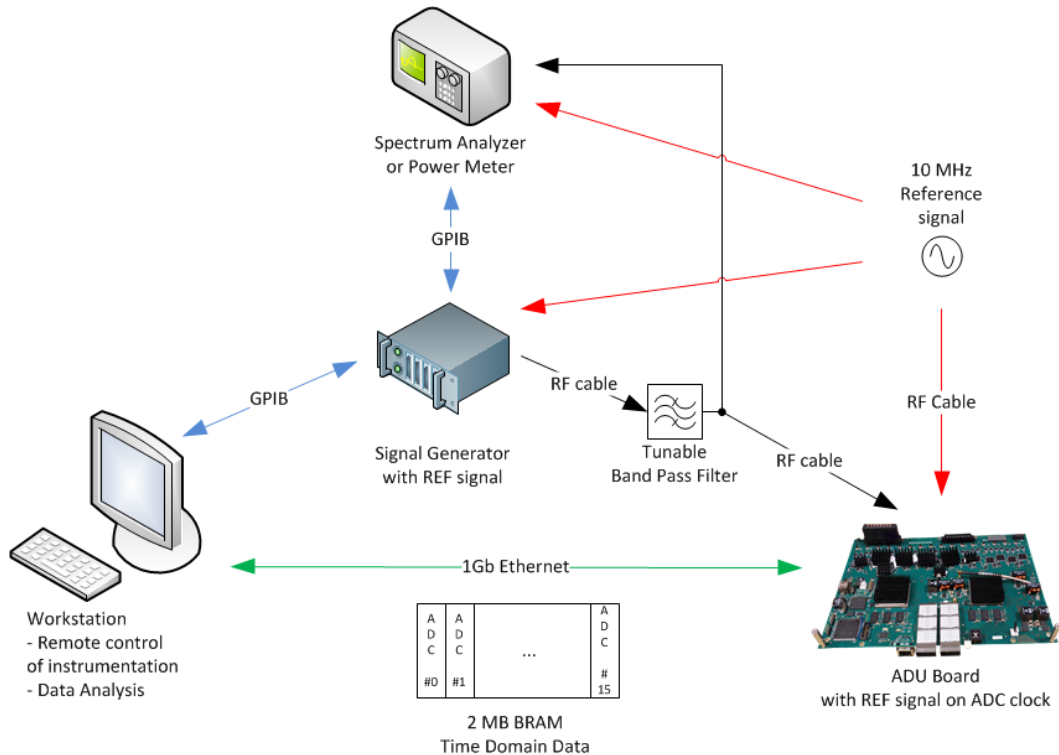 Spectrum Analyzer
or Power Meter
10 MHz
Reference
signal
GPIB
GPIB
RF cable
RF Cable
Signal Generator
with REF signal
Tunable
Band Pass Filter
RF cable
1Gb Ethernet
Workstation
- Remote control
of instrumentation
- Data Analysis
A
D
C
#0
A
D
C
#1
...
A
D
C
#
15
ADU Board
with REF signal on ADC clock
2 MB BRAM
Time Domain Data